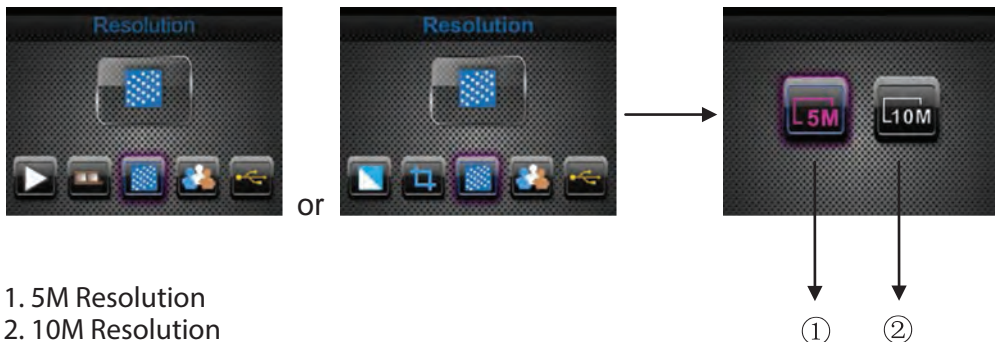 Resolution
Resolution
or
5M
10M
1. 5M Resolution
2. 10M Resolution
① ②